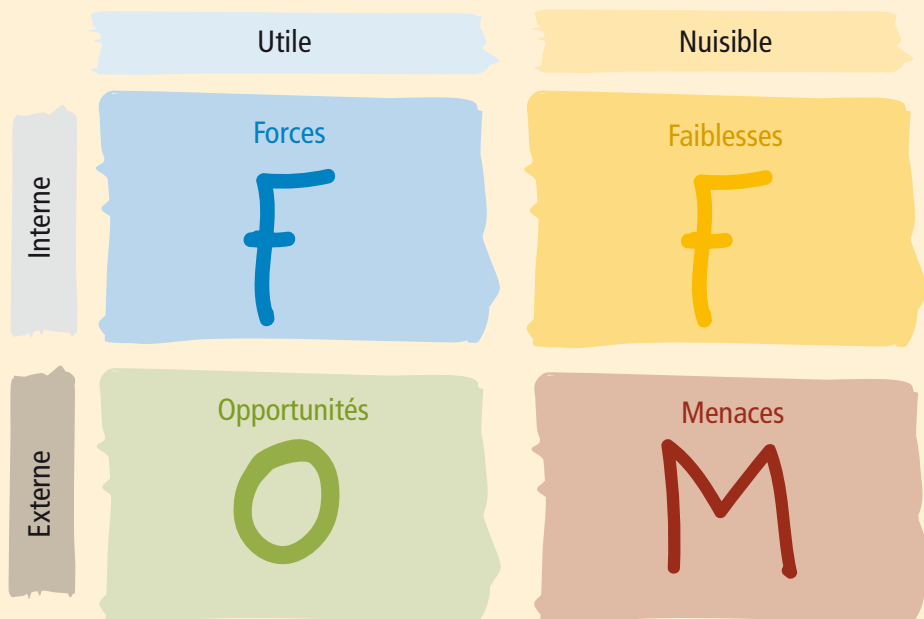 Utile
Nuisible
Interne
Forces
F
Faiblesses
F
Externe
Opportunités
O
Menaces
M